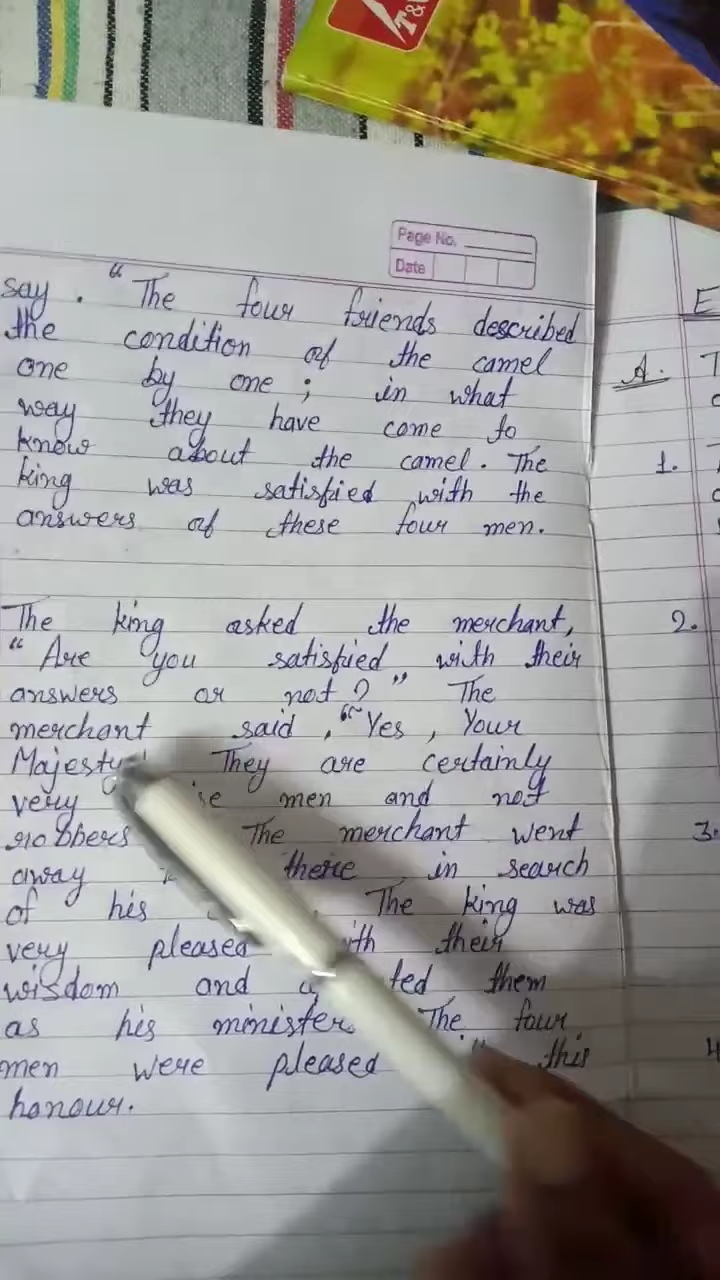 T&
Page No.
Date
say. "The four friends described
the condition of the camel
one by one ; in what
way they have come to
know about the camel. The
king was satisfied with the
answers of these four men.
The king asked the merchant,
"Are you satisfied with their
answers or not?" The
merchant said, "Yes, Your
Majesty! They are certainly
very men and not
robbers The merchant went
away there in search
of his The king was
very pleased with their
wisdom and them
as his minister. The four
men were pleased this
honour.
E
A. T
1.
2.
3.
4